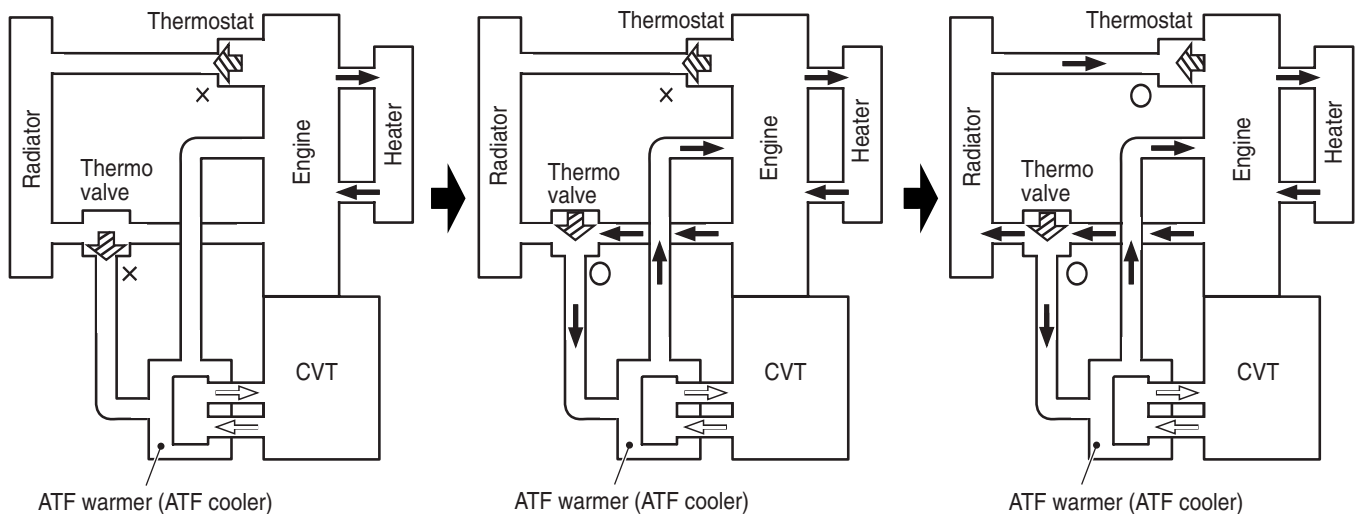 Thermostat
Radiator
Thermo
valve
Engine
Heater
CVT
ATF warmer (ATF cooler)
Thermostat
Radiator
Thermo
valve
Engine
Heater
CVT
ATF warmer (ATF cooler)
Thermostat
Radiator
Thermo
valve
Engine
Heater
CVT
ATF warmer (ATF cooler)